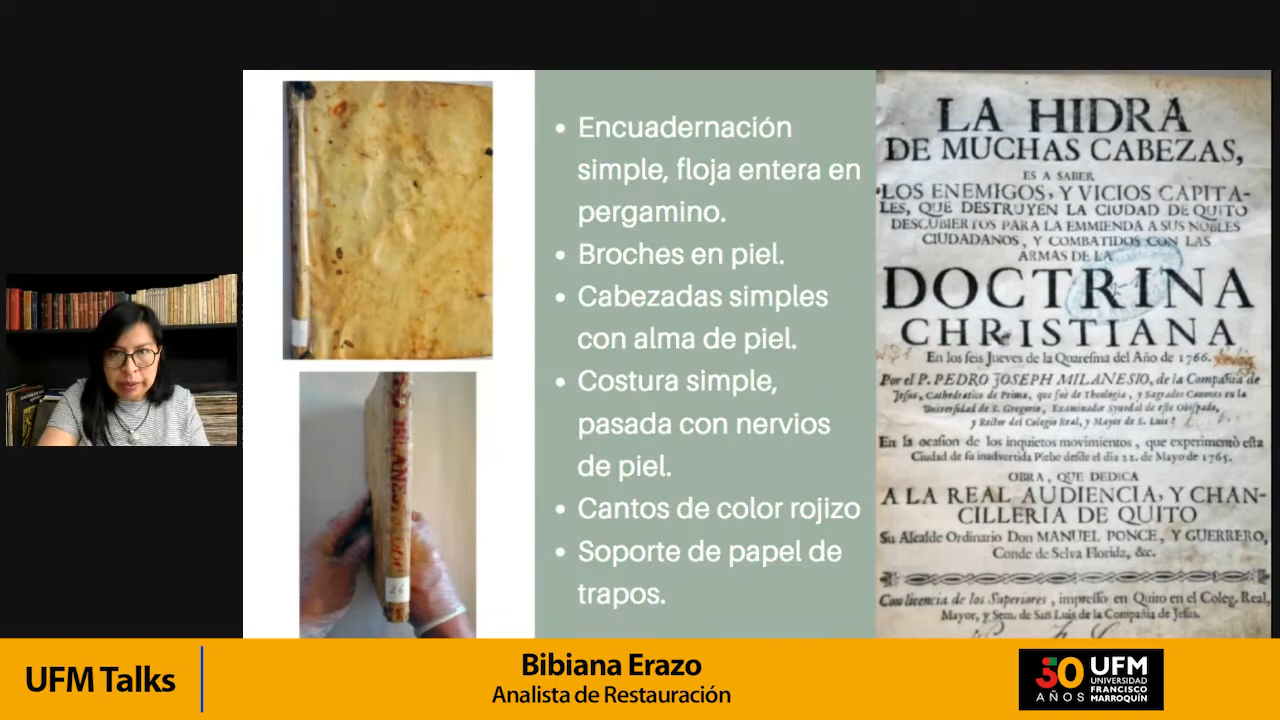 Encuadernación
simple, floja entera en
pergamino.
Broches en piel.
Cabezadas simples
con alma de piel.
Costura simple,
pasada con nervios
de piel.
Cantos de color rojizo
Soporte de papel de
trapos.
LA HIDRA
DE MUCHAS CABEZAS,
ES A SABER
LOS ENEMIGOS, Y VICIOS CAPITA-
LES, QUE DESTRUYEN LA CIUDAD DE QUITO
DESCUBIERTOS PARA LA EMMIENDA A SUS NOBLES
CIUDADANOS, Y COMBATIDOS CON LAS
ARMAS DE LA
DOCTRINA
CHRISTIANA
En los seis Jueves de la Quaresma del Año de 1766.
Por el P. PEDRO JOSEPH MILANESIO, de la Compañia de
Jesus, Cathedratico de Prima, que fué de Theologia, y Sagrados Canones en la
Universidad de S. Gregorio, Examinador Synodal de este Obispado,
y Rector del Colegio Real, y Mayor de S. Luis
En la ocasion de los inquietos movimientos, que experimentò esta
Ciudad de su inadvertida Plebe desde el dia 22. de Mayo de 1765.
OBRA, QUE DEDICA
A LA REAL AUDIENCIA, Y CHAN-
CILLERIA DE QUITO
Su Alcalde Ordinario Don MANUEL PONCE, Y GUERRERO,
Conde de Selva Florida, &c.
Con licencia de los Superiores, impresso en Quito en el Coleg. Real,
Mayor, y Sem. de San Luis de la Compañia de Jesus.
26
UFM Talks
Bibiana Erazo
Analista de Restauración
50
AÑOS
UFM
UNIVERSIDAD
FRANCISCO
MARROQUÍN